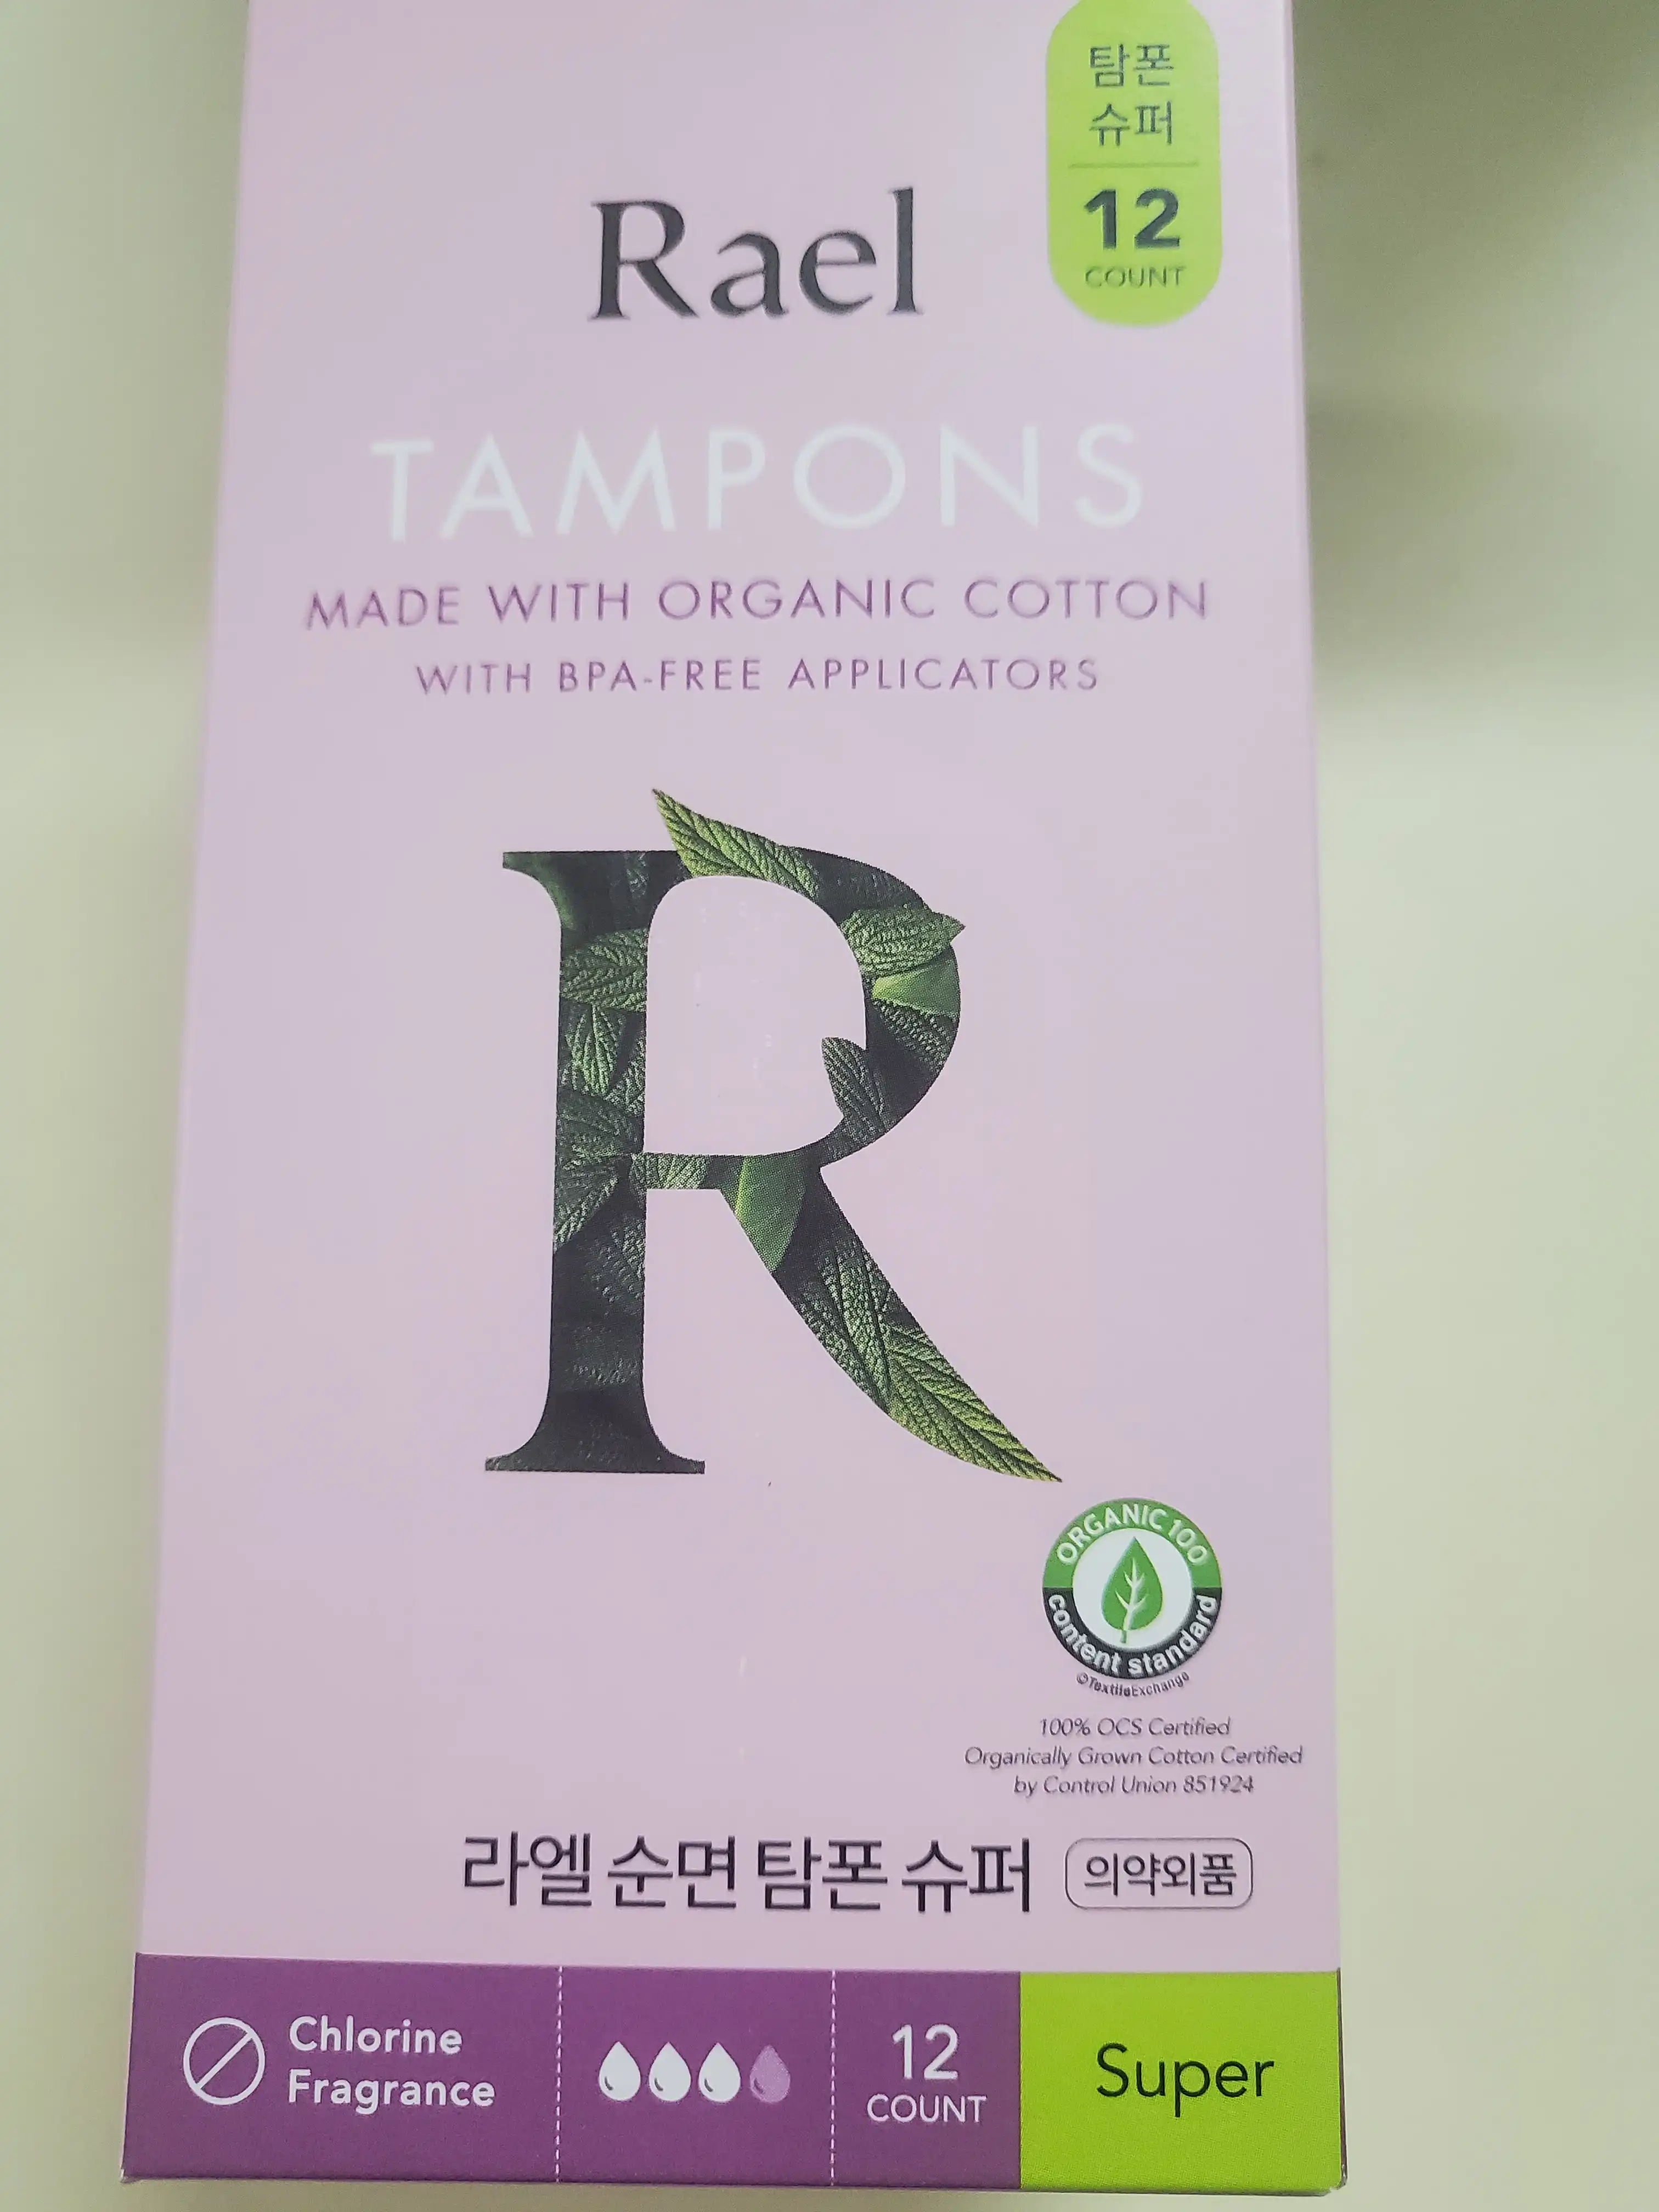 탐폰
슈퍼
12
COUNT
Rael
TAMPONS
MADE WITH ORGANIC COTTON
WITH BPA-FREE APPLICATORS
R
ORGANIC 100
content standard
©TextileExchange
100% OCS Certified
Organically Grown Cotton Certified
by Control Union 851924
라엘 순면 탐폰 슈퍼 의약외품
Chlorine
Fragrance
12
COUNT
Super